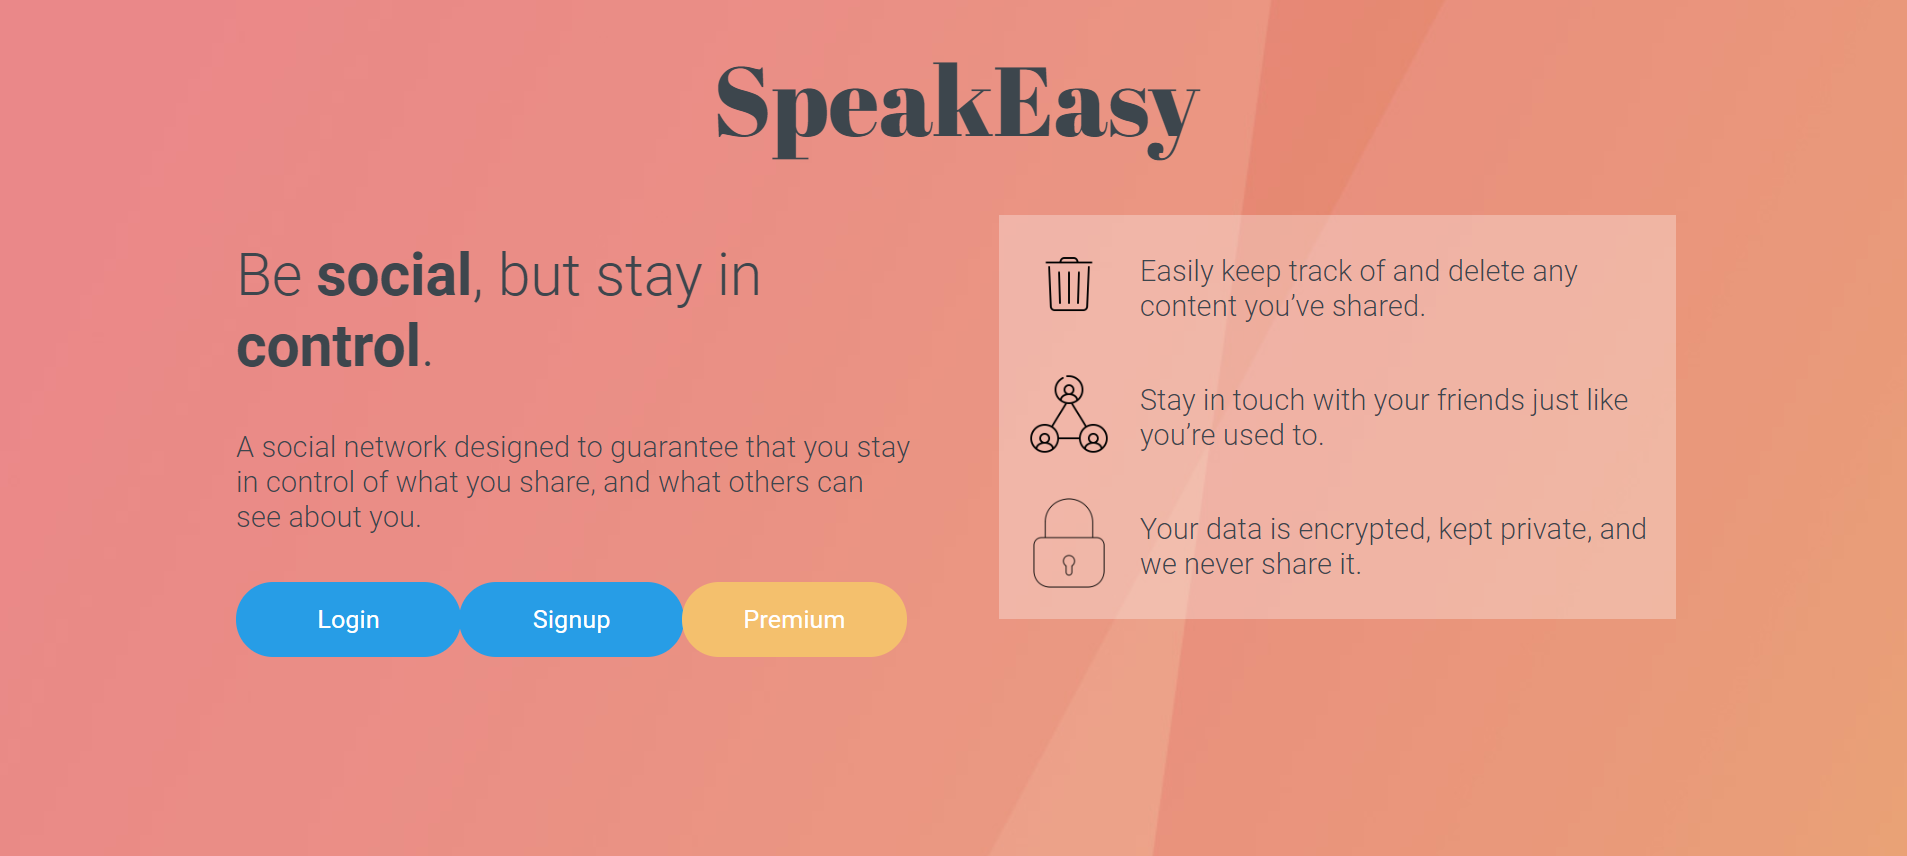 SpeakEasy
Be social, but stay in
control.
A social network designed to guarantee that you stay
in control of what you share, and what others can
see about you.
Login
Signup
Premium
Easily keep track of and delete any
content you’ve shared.
Stay in touch with your friends just like
you’re used to.
Your data is encrypted, kept private, and
we never share it.